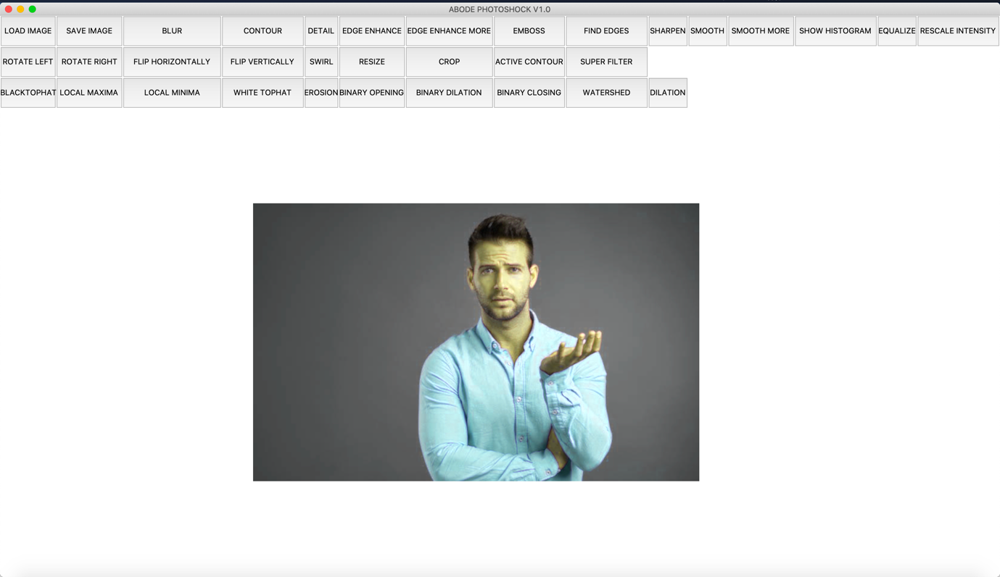 ABODE PHOTOSHOCK V1.0
LOAD IMAGE SAVE IMAGE BLUR CONTOUR DETAIL EDGE ENHANCE EDGE ENHANCE MORE EMBOSS FIND EDGES SHARPEN SMOOTH SMOOTH MORE SHOW HISTOGRAM EQUALIZE RESCALE INTENSITY
ROTATE LEFT ROTATE RIGHT FLIP HORIZONTALLY FLIP VERTICALLY SWIRL RESIZE CROP ACTIVE CONTOUR SUPER FILTER
BLACKTOPHAT LOCAL MAXIMA LOCAL MINIMA WHITE TOPHAT EROSION BINARY OPENING BINARY DILATION BINARY CLOSING WATERSHED DILATION